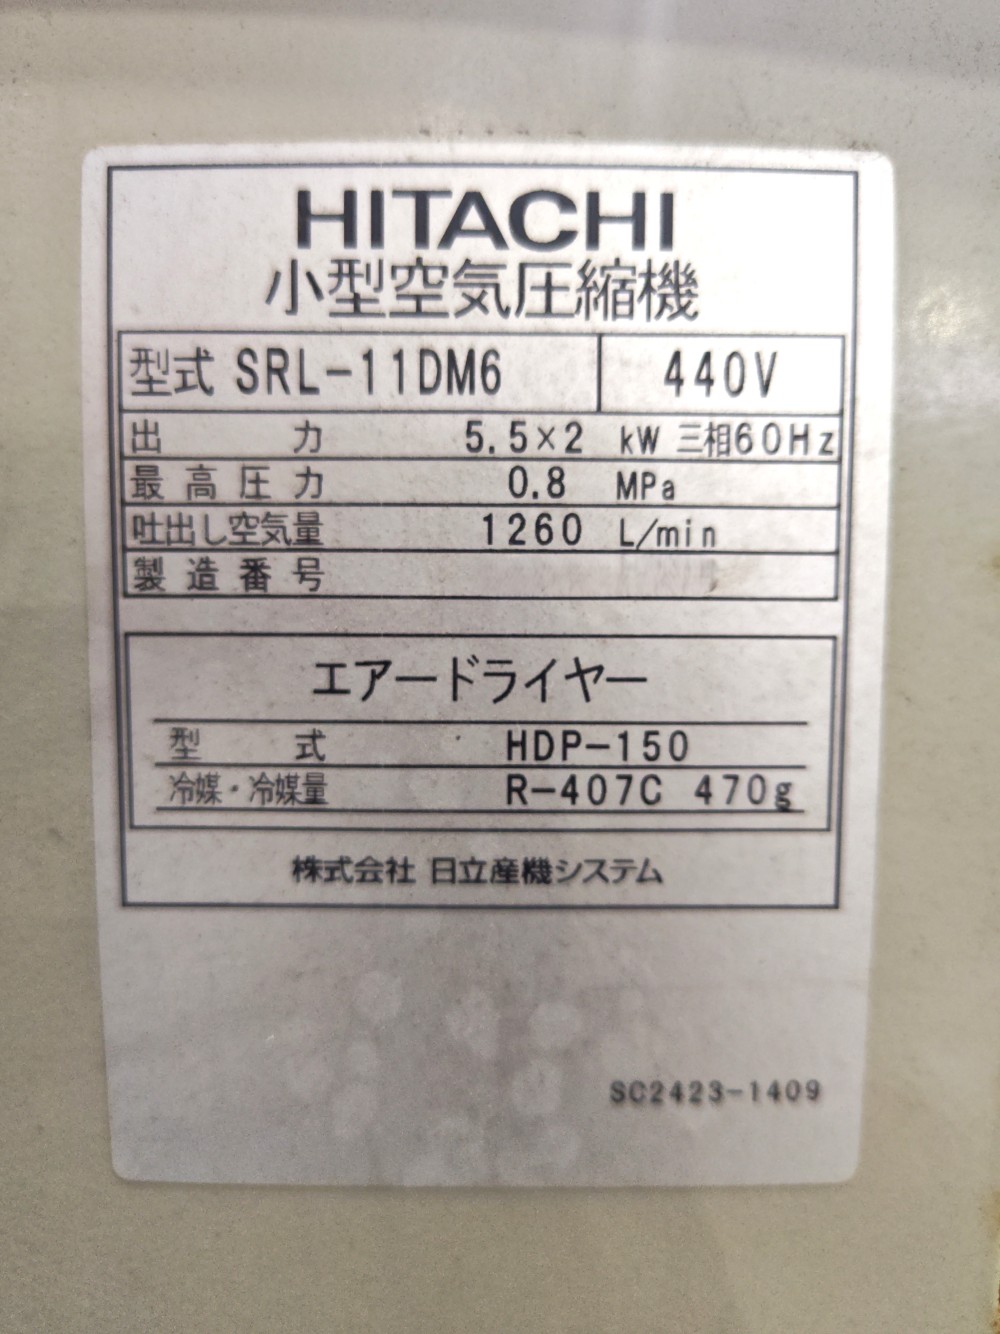 HITACHI
小型空気圧縮機
型式 SRL-11DM6 440V
出力 5.5×2 kW 三相60Hz
最高圧力 0.8 MPa
吐出し空気量 1260 L/min
製造番号
エアードライヤー
型式 HDP-150
冷媒・冷媒量 R-407C 470g
株式会社 日立産機システム
SC2423-1409